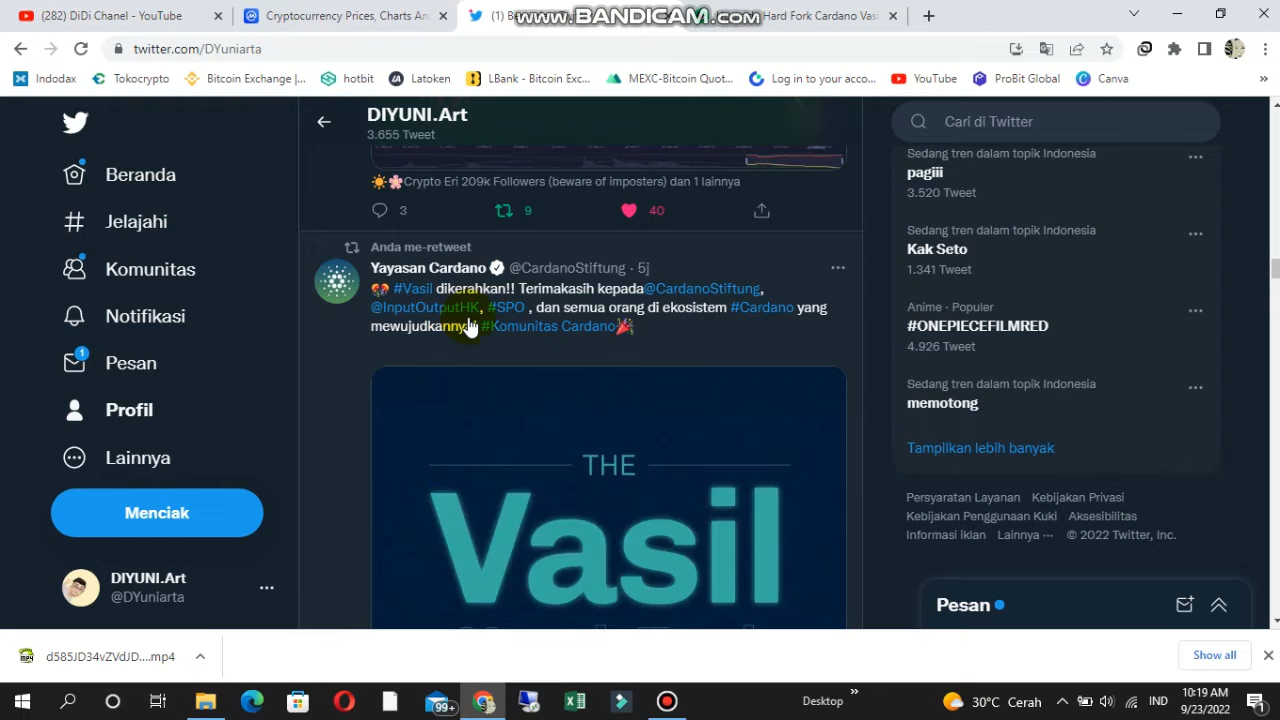 (282) DiDi Chanel - YouTube
Cryptocurrency Prices, Charts An
(1) B
Hard Fork Cardano Vasi
www.BANDICAM.com
twitter.com/DYuniarta
Indodax
Tokocrypto
Bitcoin Exchange |...
hotbit
Latoken
LBank - Bitcoin Exc...
MEXC-Bitcoin Quot...
Log in to your acco...
YouTube
ProBit Global
Canva
»
DIYUNI.Art
3.655 Tweet
Cari di Twitter
Beranda
Jelajahi
Komunitas
Notifikasi
1
Pesan
Profil
Lainnya
Menciak
DIYUNI.Art
@DYuniarta
☀️🌸Crypto Eri 209k Followers (beware of imposters) dan 1 lainnya
3 9 40
Anda me-retweet
Yayasan Cardano @CardanoStiftung · 5j
🎊 #Vasil dikerahkan!! Terimakasih kepada@CardanoStiftung,
@InputOutputHK, #SPO , dan semua orang di ekosistem #Cardano yang
mewujudkannya #Komunitas Cardano🎉
THE
Vasil
Sedang tren dalam topik Indonesia
pagiii
3.520 Tweet
Sedang tren dalam topik Indonesia
Kak Seto
1.341 Tweet
Anime · Populer
#ONEPIECEFILMRED
4.926 Tweet
Sedang tren dalam topik Indonesia
memotong
Tampilkan lebih banyak
Persyaratan Layanan Kebijakan Privasi
Kebijakan Penggunaan Kuki Aksesibilitas
Informasi iklan Lainnya ··· © 2022 Twitter, Inc.
Pesan
d585JD34vZVdJD....mp4
Show all
99+
Desktop
»
30°C Cerah
IND
10:19 AM
9/23/2022
1